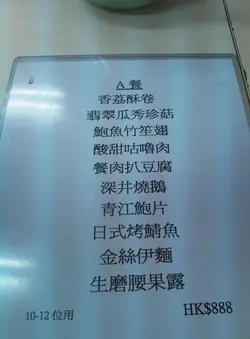 A 餐
香荔酥卷
翡翠瓜秀珍菇
鮑魚竹笙翅
酸甜咕嚕肉
餐肉扒豆腐
深井燒鵝
青江鮑片
日式烤鯖魚
金絲伊麵
生磨腰果露
10-12 位用 HK$888